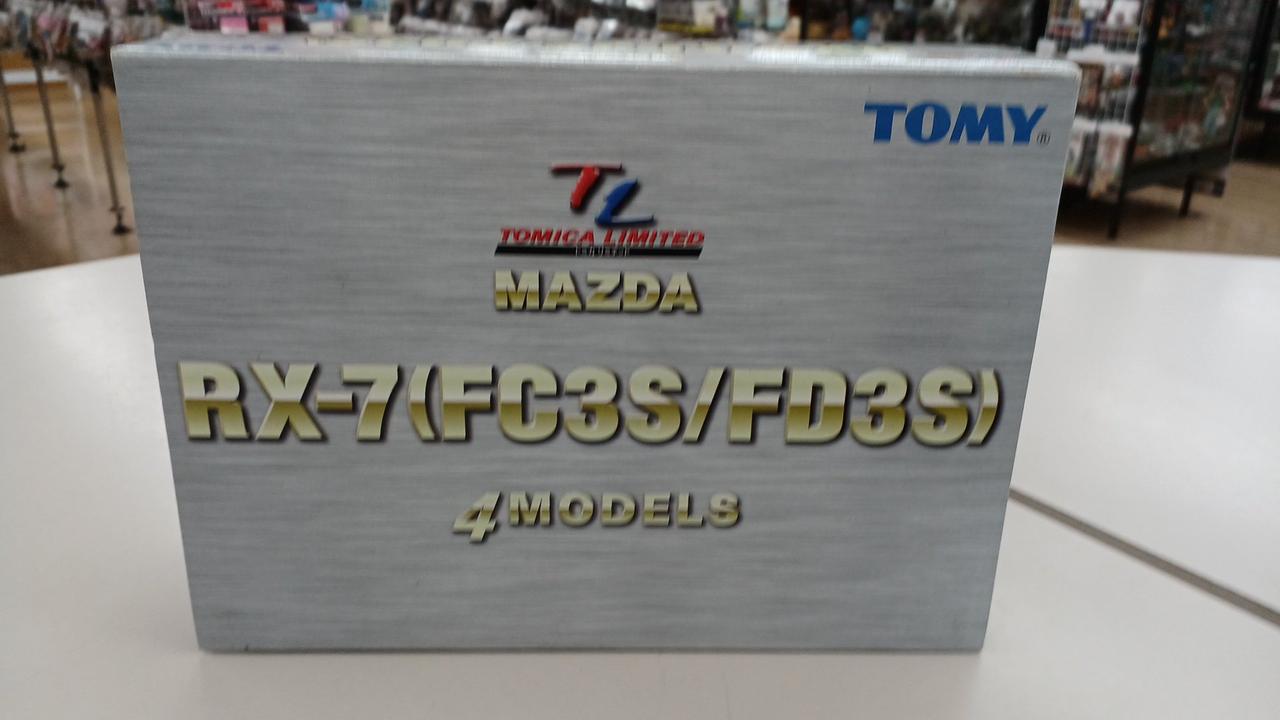 TOMY®
TL
TOMICA LIMITED
MAZDA
RX-7(FC3S/FD3S)
4 MODELS